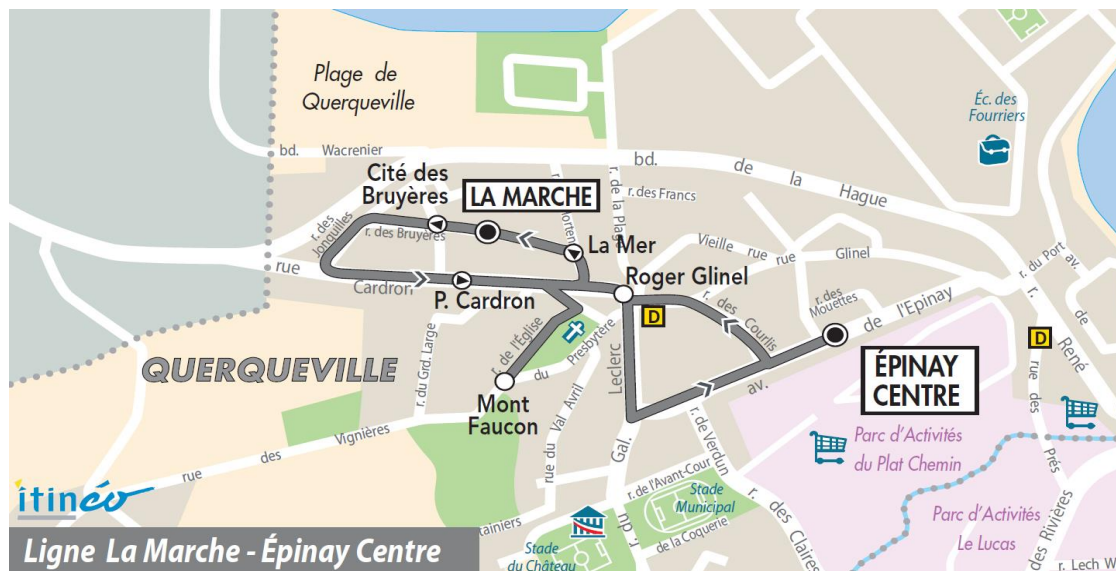 Plage de
Querqueville
Éc. des
Fourriers
bd. Wacrenier
bd. de la Hague
Cité des
Bruyères
LA MARCHE
r. de la Plage
r. des Francs
r. des Jonquilles
r. des Bruyères
La Mer
Vieille rue
rue Glinel
r. du Port
av. de
rue Cardron
P. Cardron
Roger Glinel
D
r. des Courlis
r. des
Mouettes
av. de l'Epinay
r. René
D
r. de l'Église
du Presbytère
Leclerc
ÉPINAY
CENTRE
QUERQUEVILLE
r. du Grd. Large
Mont
Faucon
rue du Val Avril
Gal.
r. de Verdun
rue des Prés
Parc d'Activités
du Plat Chemin
rue des Vignières
r. de l'Avant-Cour
Stade
Municipal
r. des Claires
Parc d'Activités
Le Lucas
des Rivières
itinéo
tainiers
r. du
de la Coquerie
Stade
du Château
r. Lech W
Ligne La Marche - Épinay Centre